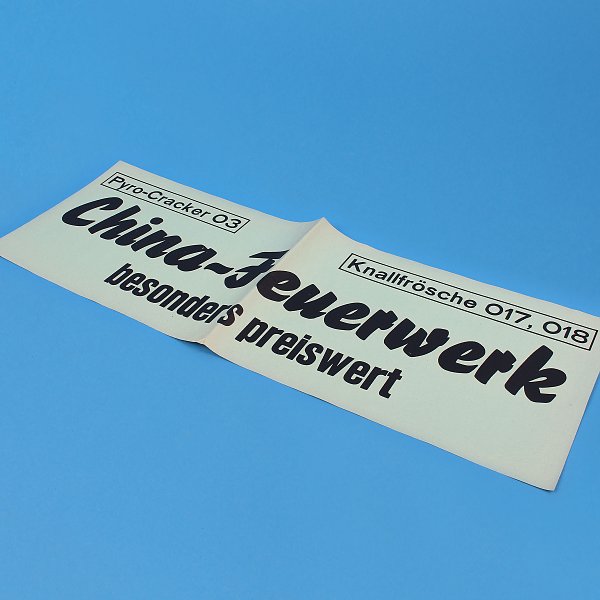 Pyro-Cracker 03
Knallfrösche 017, 018
China-Feuerwerk
besonders preiswert